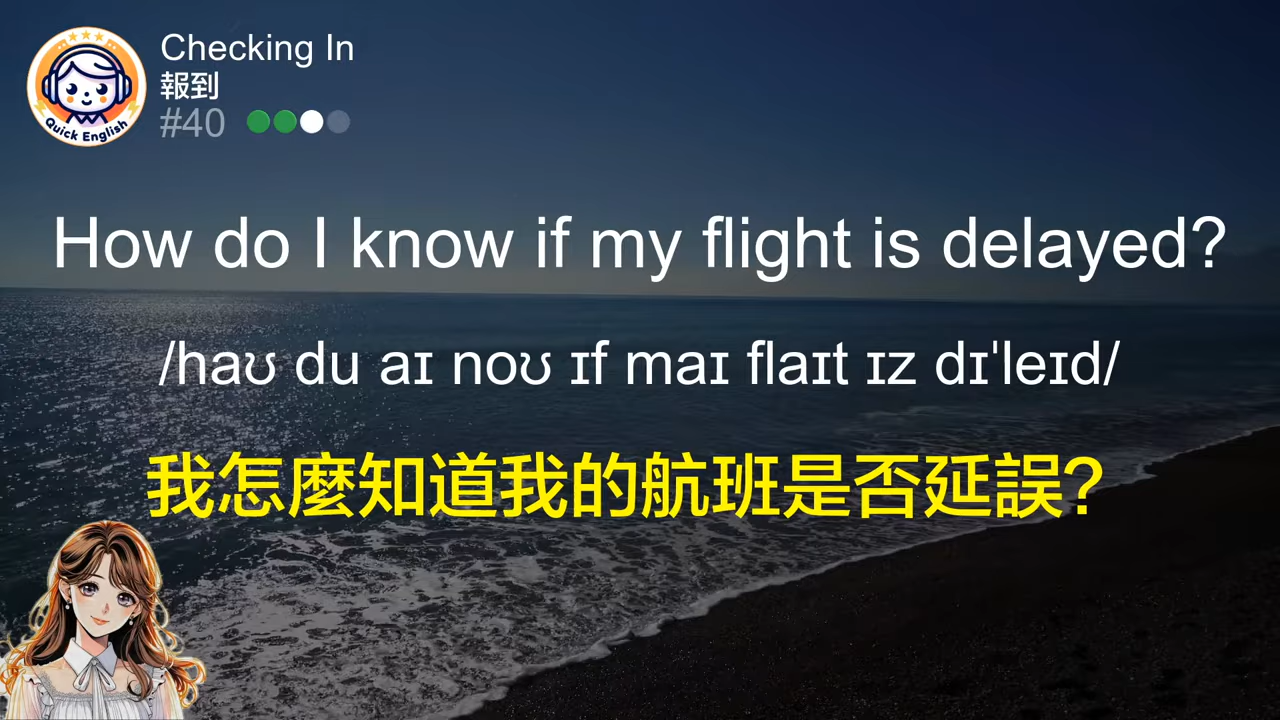 Quick English
Checking In
報到
#40
How do I know if my flight is delayed?
/haʊ du aɪ noʊ ɪf maɪ flaɪt ɪz dɪˈleɪd/
我怎麼知道我的航班是否延誤?